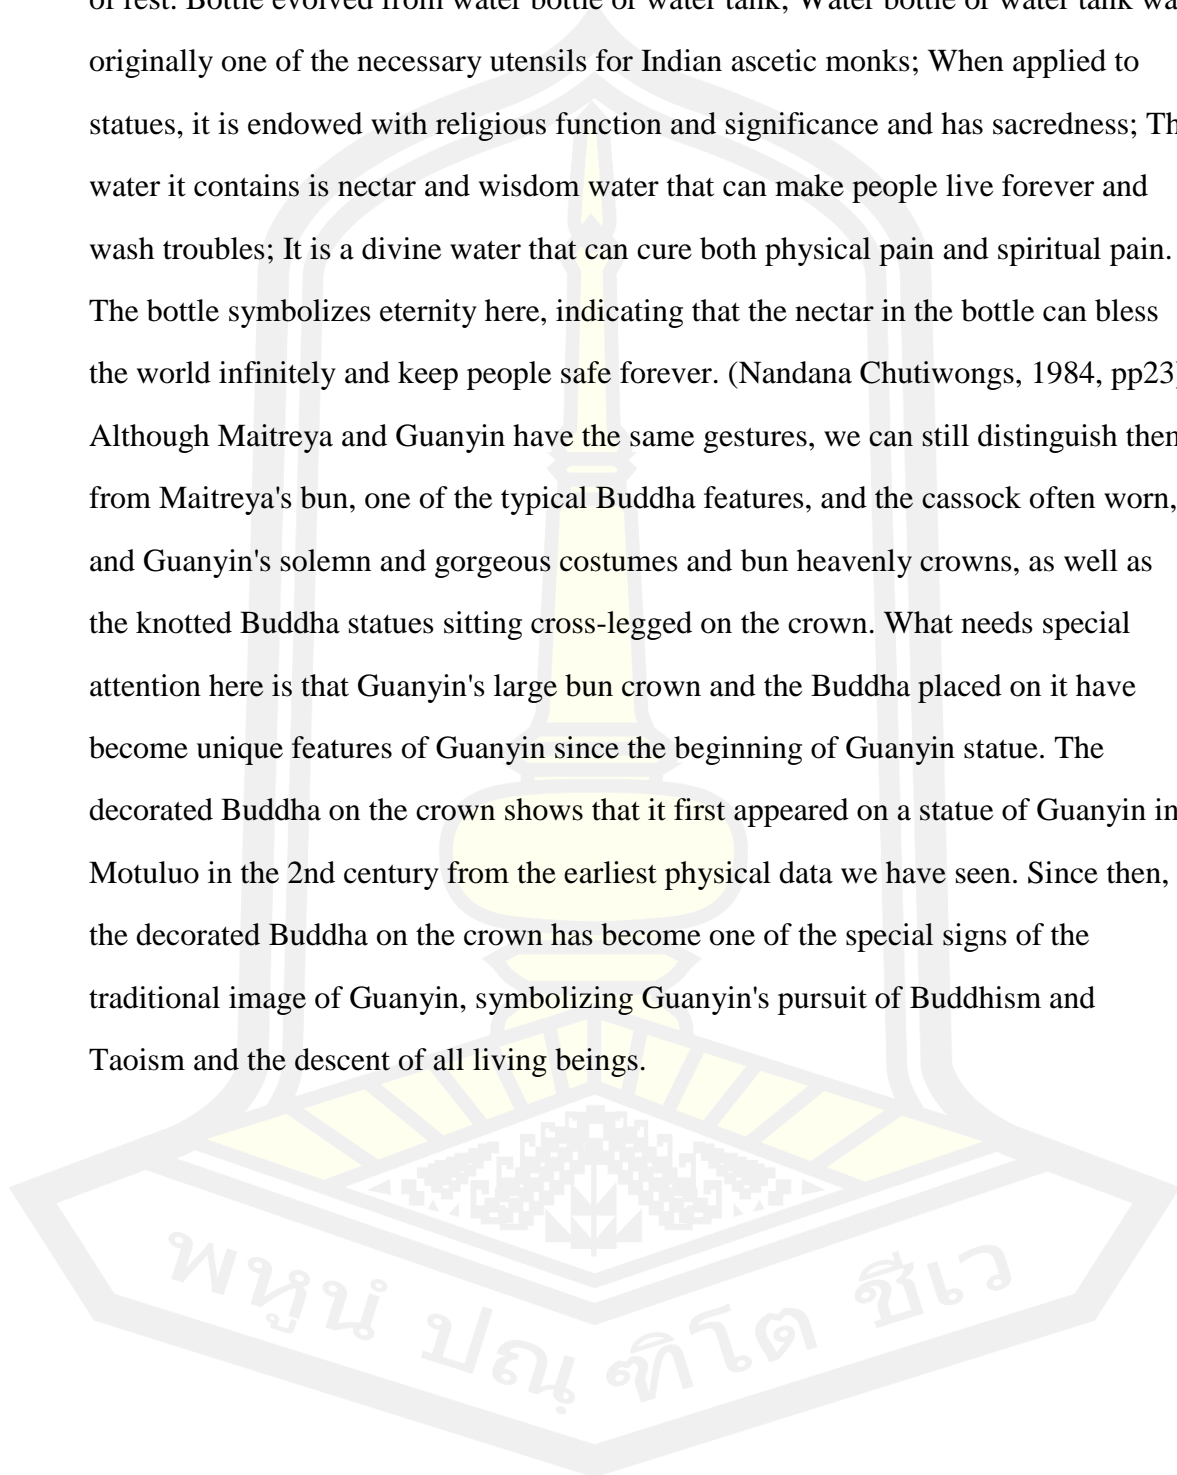 of rest. Bottle evolved from water bottle or water tank; Water bottle or water tank wa
originally one of the necessary utensils for Indian ascetic monks; When applied to
statues, it is endowed with religious function and significance and has sacredness; Th
water it contains is nectar and wisdom water that can make people live forever and
wash troubles; It is a divine water that can cure both physical pain and spiritual pain.
The bottle symbolizes eternity here, indicating that the nectar in the bottle can bless
the world infinitely and keep people safe forever. (Nandana Chutiwongs, 1984, pp23)
Although Maitreya and Guanyin have the same gestures, we can still distinguish them
from Maitreya's bun, one of the typical Buddha features, and the cassock often worn,
and Guanyin's solemn and gorgeous costumes and bun heavenly crowns, as well as
the knotted Buddha statues sitting cross-legged on the crown. What needs special
attention here is that Guanyin's large bun crown and the Buddha placed on it have
become unique features of Guanyin since the beginning of Guanyin statue. The
decorated Buddha on the crown shows that it first appeared on a statue of Guanyin in
Motuluo in the 2nd century from the earliest physical data we have seen. Since then,
the decorated Buddha on the crown has become one of the special signs of the
traditional image of Guanyin, symbolizing Guanyin's pursuit of Buddhism and
Taoism and the descent of all living beings.
พหูนํ ปณฺฑิโต ชีเว